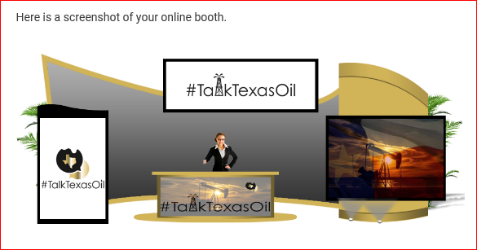 Here is a screenshot of your online booth.
#TalkTexasOil
#TalkTexasOil
#TalkTexasOil